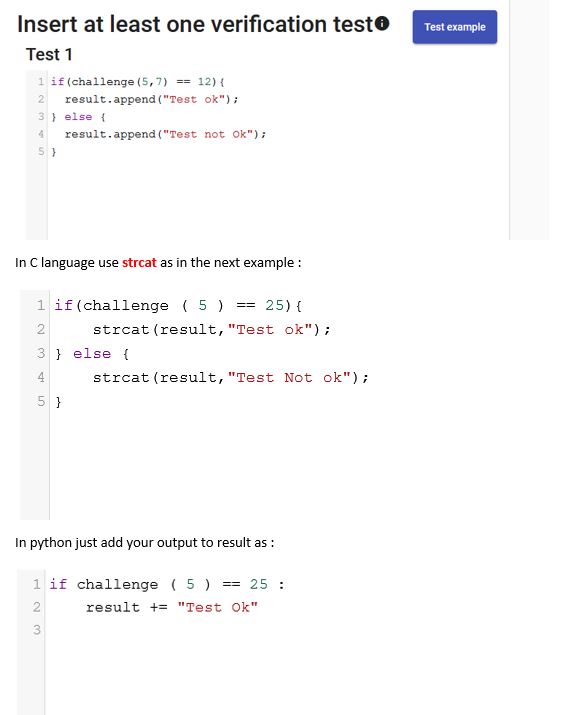 Insert at least one verification test
Test example
Test 1
1 if(challenge(5,7) == 12){
2 result.append("Test ok");
3 } else {
4 result.append("Test not Ok");
5 }
In C language use strcat as in the next example :
1 if(challenge ( 5 ) == 25){
2 strcat(result,"Test ok");
3 } else {
4 strcat(result,"Test Not ok");
5 }
In python just add your output to result as :
1 if challenge ( 5 ) == 25 :
2 result += "Test Ok"
3